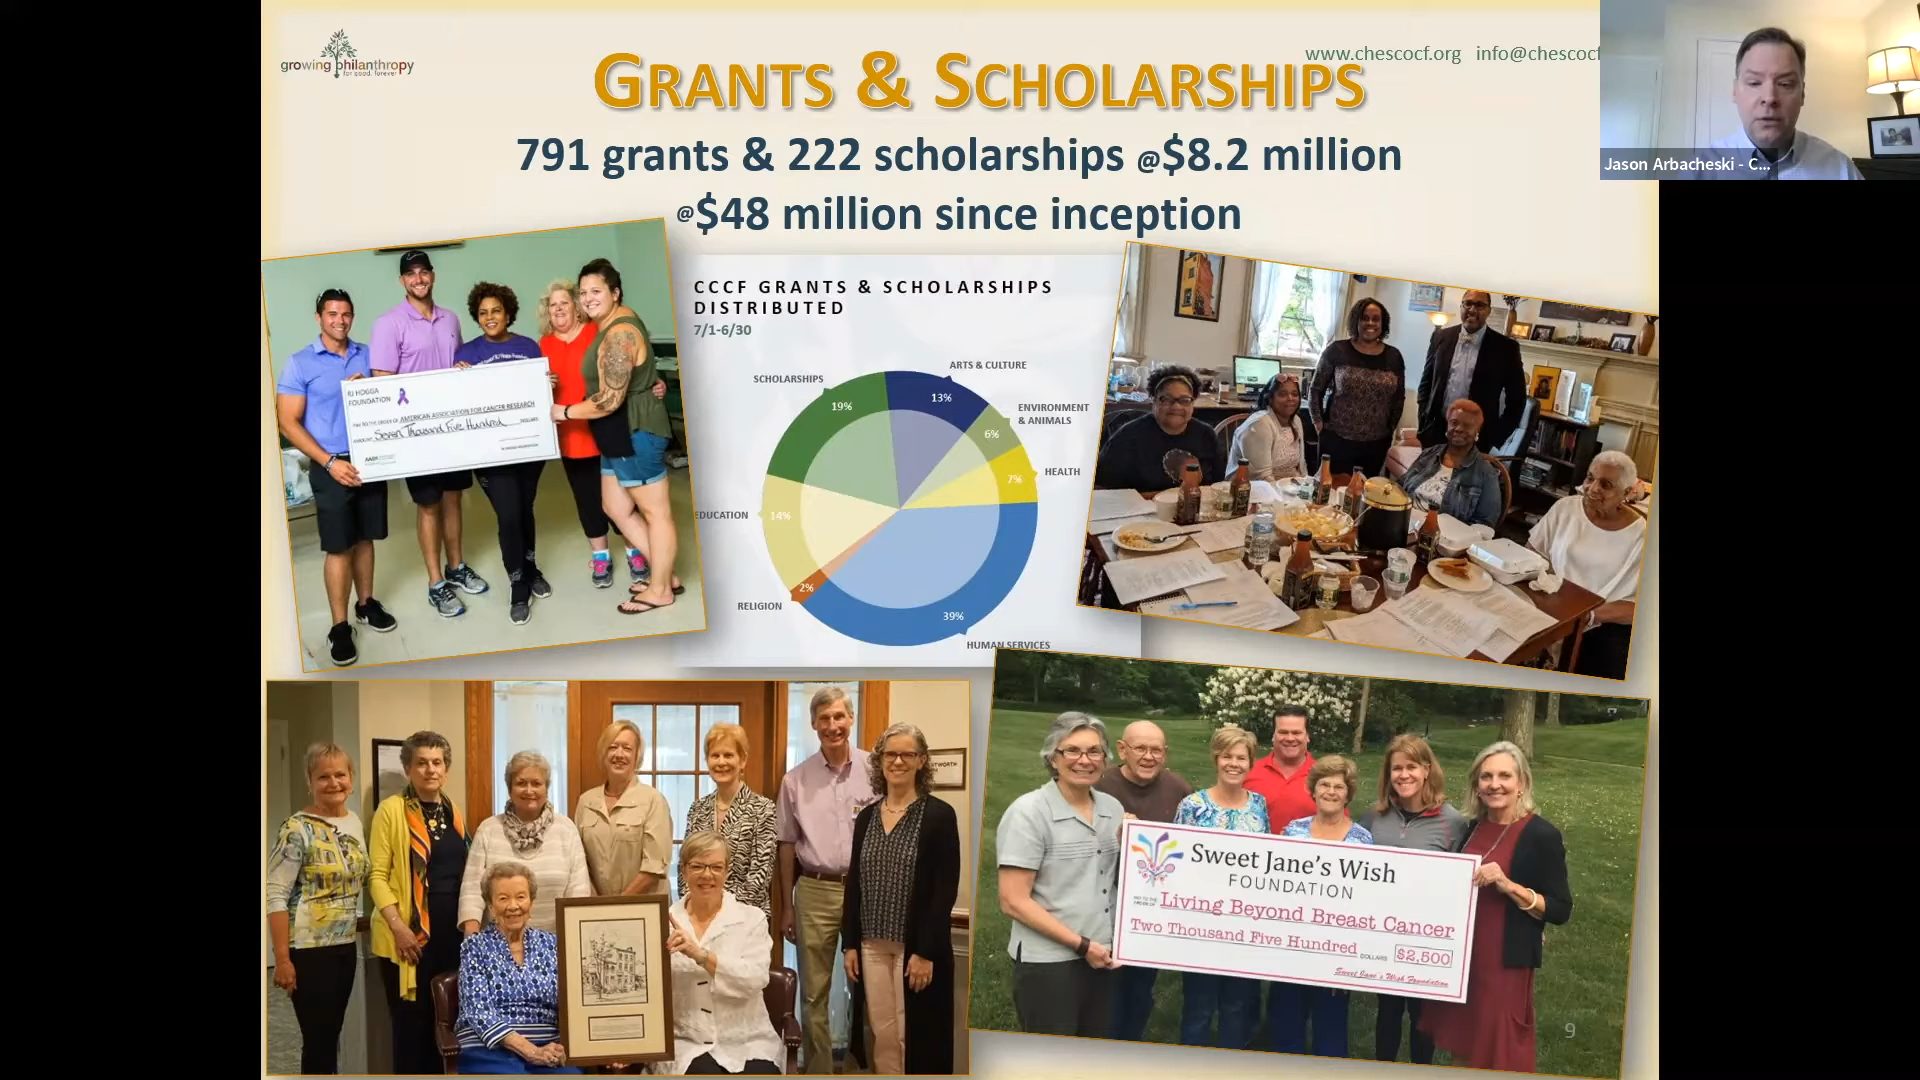 growing philanthropy
for good. forever.
www.chescocf.org info@chescocf
GRANTS & SCHOLARSHIPS
791 grants & 222 scholarships @$8.2 million
@$48 million since inception
Jason Arbacheski - C...
CCCF GRANTS & SCHOLARSHIPS
DISTRIBUTED
7/1-6/30
ARTS & CULTURE
13%
ENVIRONMENT
& ANIMALS
6%
HEALTH
7%
HUMAN SERVICES
39%
RELIGION
2%
EDUCATION
14%
SCHOLARSHIPS
19%
RJ HOGGA
FOUNDATION
AMERICAN ASSOCIATION FOR CANCER RESEARCH
Seven Thousand Five Hundred
Sweet Jane's Wish
FOUNDATION
Living Beyond Breast Cancer
Two Thousand Five Hundred DOLLARS $2,500
Sweet Jane's Wish Foundation
9